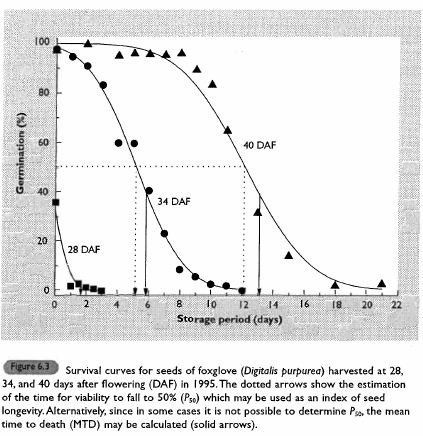 100
80
60
40
20
0
Germination (%)
40 DAF
34 DAF
28 DAF
0 2 4 6 8 10 12 14 16 18 20 22
Storage period (days)
Figure 6.3 Survival curves for seeds of foxglove (Digitalis purpurea) harvested at 28,
34, and 40 days after flowering (DAF) in 1995. The dotted arrows show the estimation
of the time for viability to fall to 50% (P50) which may be used as an index of seed
longevity. Alternatively, since in some cases it is not possible to determine P50, the mean
time to death (MTD) may be calculated (solid arrows).